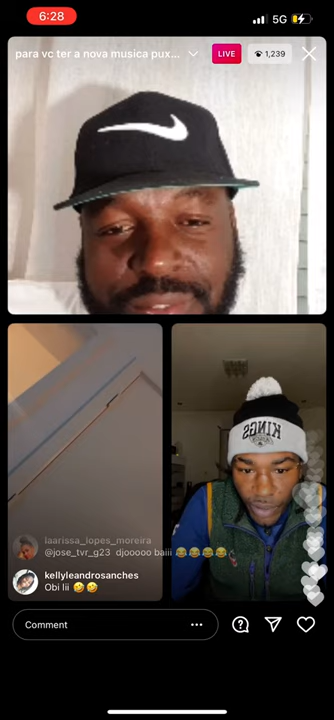 6:28
5G
para vc ter a nova musica pux...
LIVE
1,239
KINGS
laarissa_lopes_moreira
@jose_tvr_g23 djooooo baiii 😂😂😂😂
kellyleandrosanches
Obi lii 🤣🤣
Comment